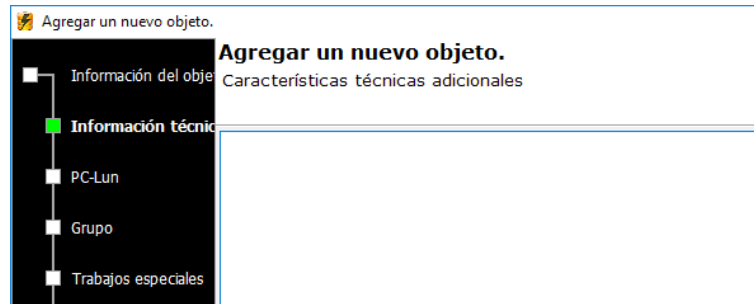 Agregar un nuevo objeto.
Agregar un nuevo objeto.
Características técnicas adicionales
Información del obje
Información técnic
PC-Lun
Grupo
Trabajos especiales